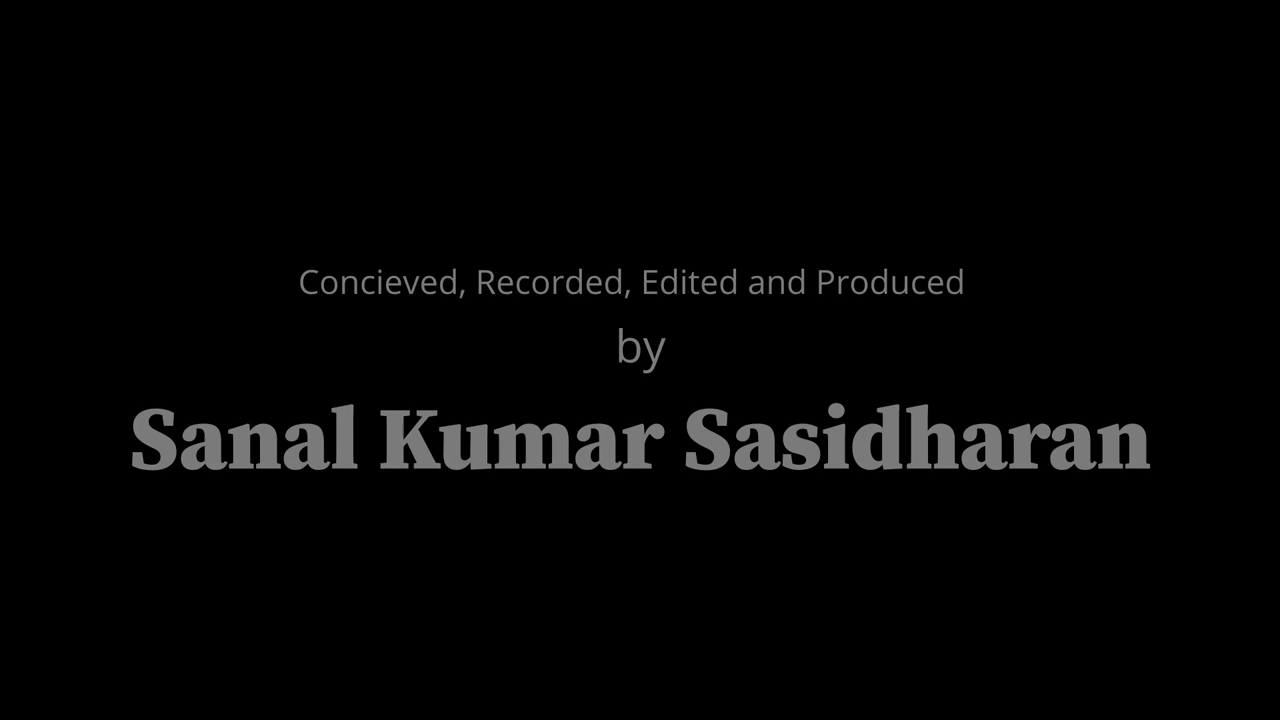 Concieved, Recorded, Edited and Produced
by
Sanal Kumar Sasidharan